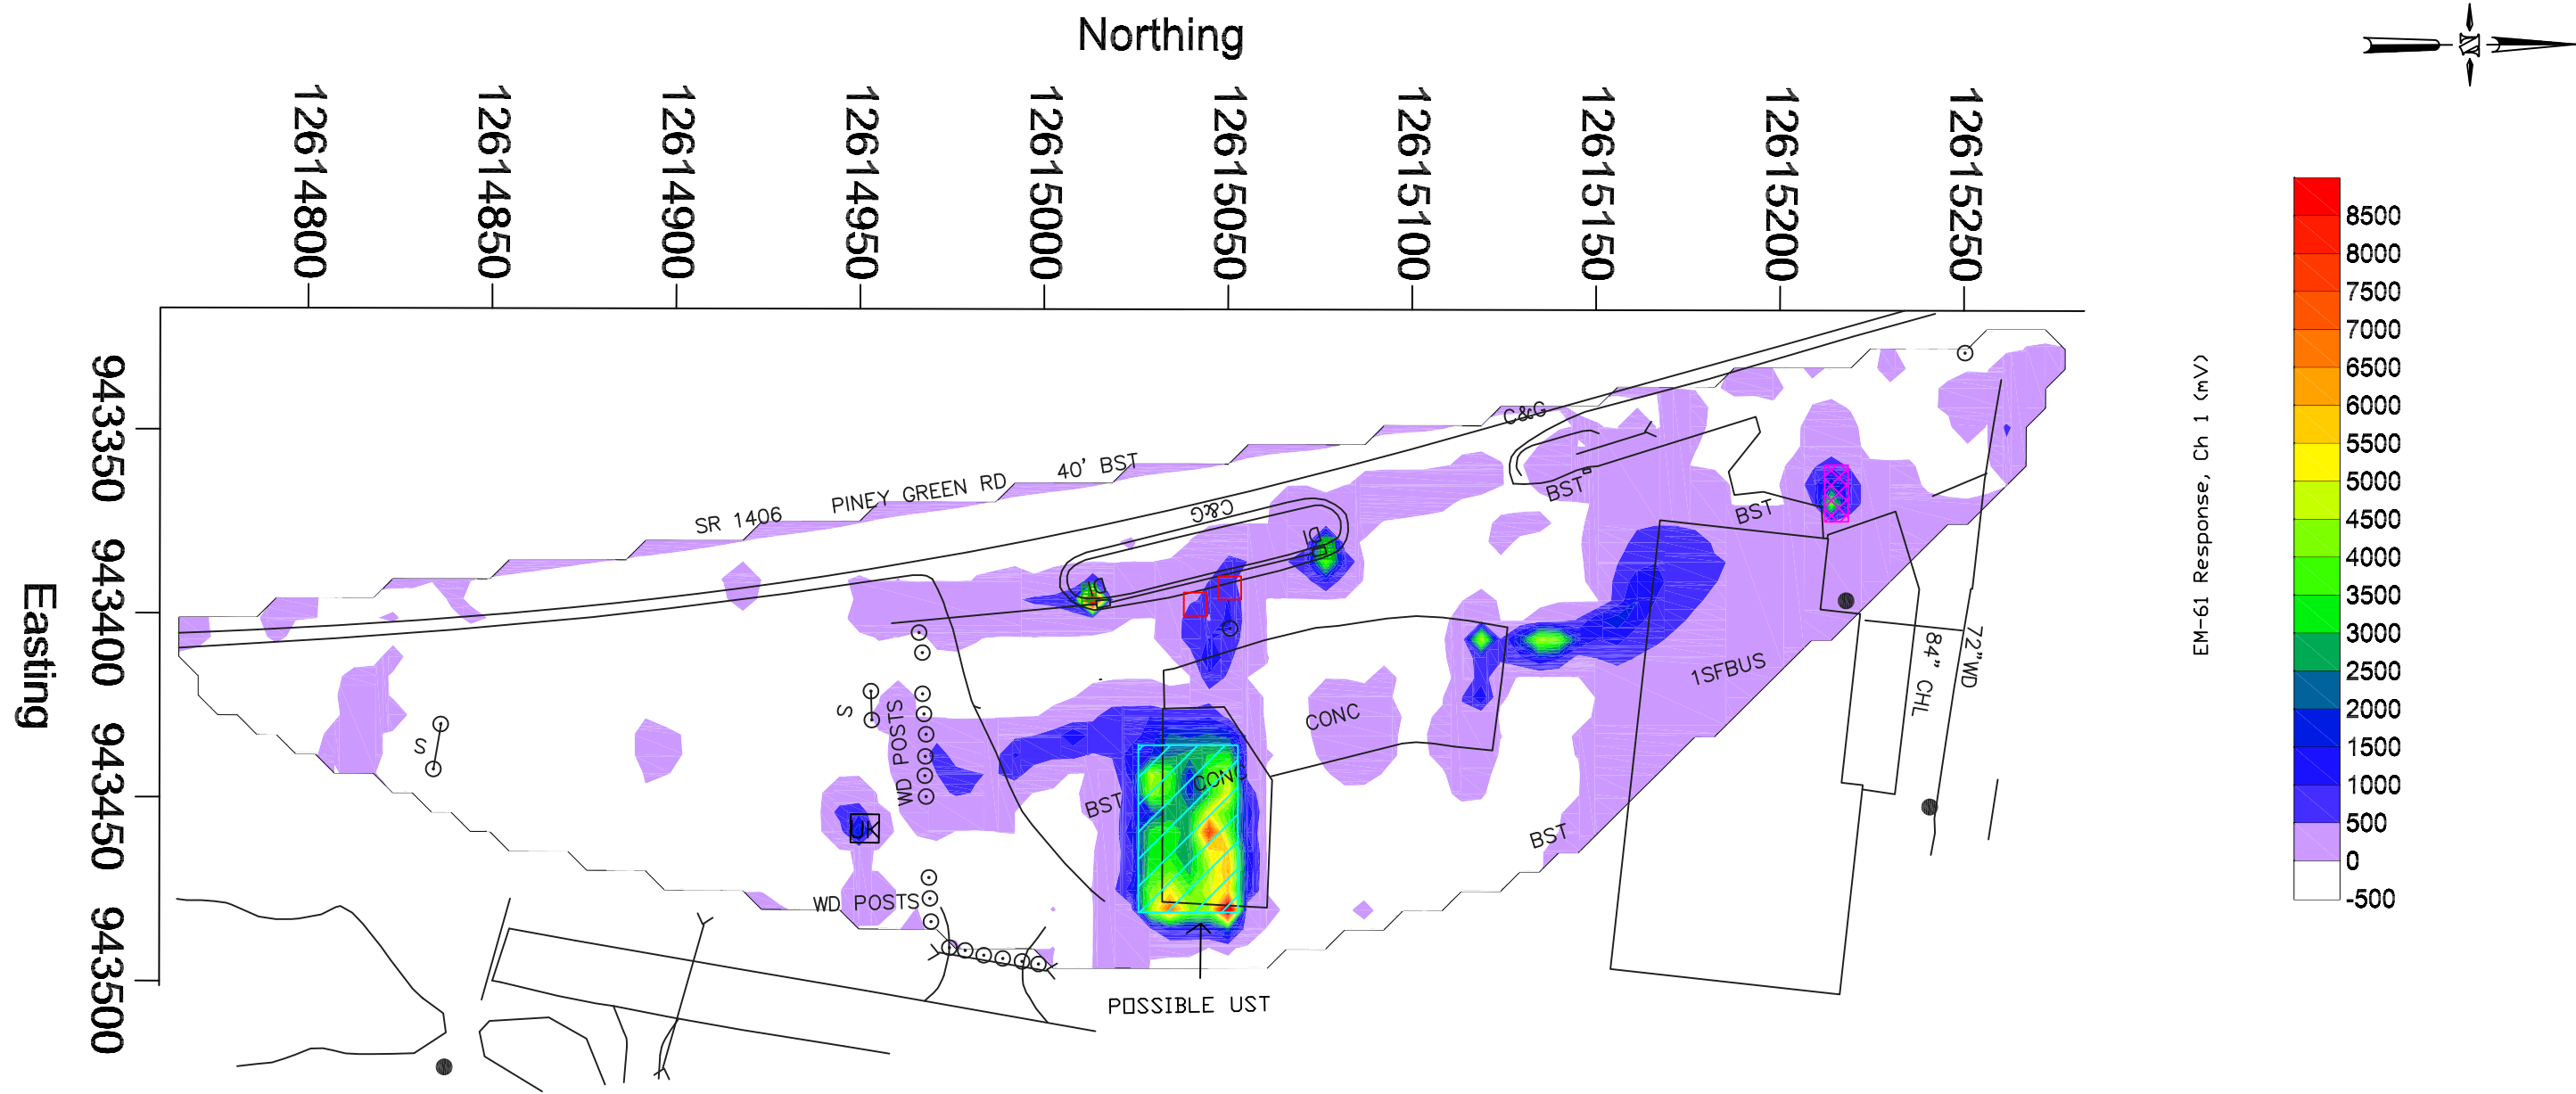 Northing
12614800
12614850
12614900
12614950
12615000
12615050
12615100
12615150
12615200
12615250
Easting
943350
943400
943450
943500
EM-61 Response, Ch 1 (mV)
8500
8000
7500
7000
6500
6000
5500
5000
4500
4000
3500
3000
2500
2000
1500
1000
500
0
-500
C&G
40' BST
PINEY GREEN RD
SR 1406
BST
C&G
BST
DI
DI
72"WD
84" CHL
1SFBUS
S
CONC
S
WD POSTS
CONC
BST
UK
BST
WD POSTS
POSSIBLE UST